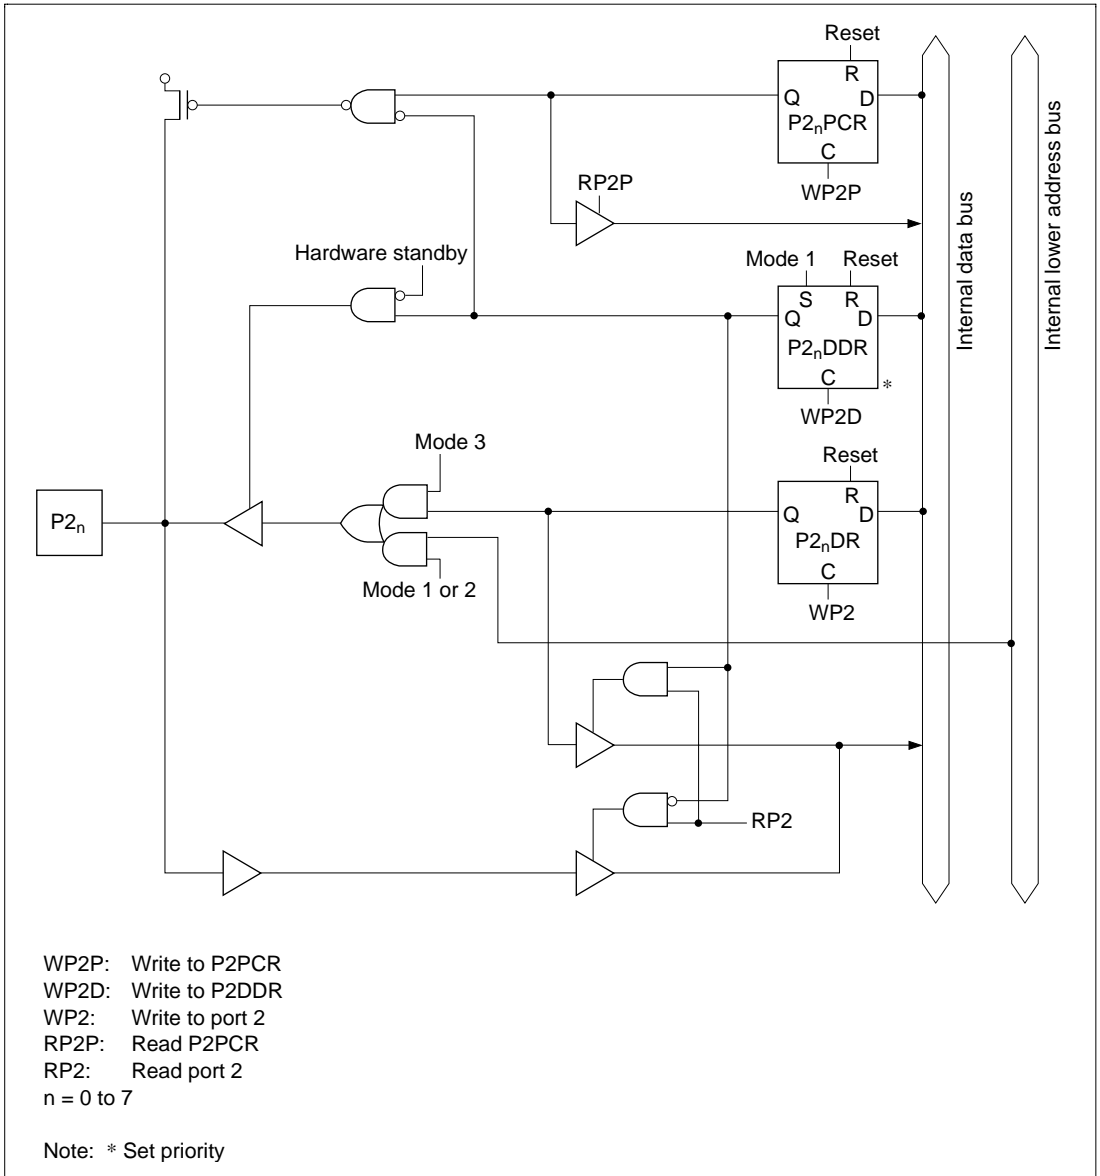 Reset
R
Q D
P2nPCR
C
WP2P
RP2P
Hardware standby
Mode 1 Reset
S R
Q D
P2nDDR
C
*
WP2D
Mode 3
Reset
R
Q D
P2nDR
C
WP2
P2n
Mode 1 or 2
RP2
Internal data bus
Internal lower address bus
WP2P: Write to P2PCR
WP2D: Write to P2DDR
WP2: Write to port 2
RP2P: Read P2PCR
RP2: Read port 2
n = 0 to 7
Note: * Set priority